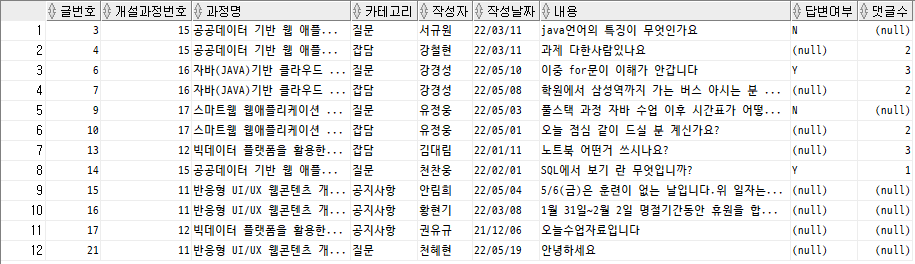 글번호 개설과정번호 과정명 카테고리 작성자 작성날짜 내용 답변여부 댓글수
1 3 15 공공데이터 기반 웹 애플... 질문 서규원 22/03/11 java언어의 특징이 무엇인가요 N (null)
2 4 15 공공데이터 기반 웹 애플... 잡담 강철현 22/03/11 과제 다한사람있나요 (null) 2
3 6 16 자바(JAVA)기반 클라우드 ... 질문 강경성 22/05/10 이중 for문이 이해가 안갑니다 Y 3
4 7 16 자바(JAVA)기반 클라우드 ... 잡담 강경성 22/05/08 학원에서 삼성역까지 가는 버스 아시는 분 ... (null) 2
5 9 17 스마트웹 웹애플리케이션 ... 질문 유정웅 22/05/03 풀스택 과정 자바 수업 이후 시간표가 어떻... N (null)
6 10 17 스마트웹 웹애플리케이션 ... 잡담 유정웅 22/05/01 오늘 점심 같이 드실 분 계신가요? (null) 2
7 13 12 빅데이터 플랫폼을 활용한... 잡담 김대림 22/01/11 노트북 어떤거 쓰시나요? (null) 3
8 14 15 공공데이터 기반 웹 애플... 질문 천찬웅 22/02/01 SQL에서 보기 란 무엇입니까? Y 1
9 15 11 반응형 UI/UX 웹콘텐츠 개... 공지사항 안림희 22/05/04 5/6(금)은 훈련이 없는 날입니다.위 일자는... (null) (null)
10 16 11 반응형 UI/UX 웹콘텐츠 개... 공지사항 황현기 22/03/08 1월 31일~2월 2일 명절기간동안 휴원을 합... (null) (null)
11 17 12 빅데이터 플랫폼을 활용한... 공지사항 권유규 21/12/06 오늘수업자료입니다 (null) (null)
12 21 11 반응형 UI/UX 웹콘텐츠 개... 질문 천혜현 22/05/19 안녕하세요 (null) (null)